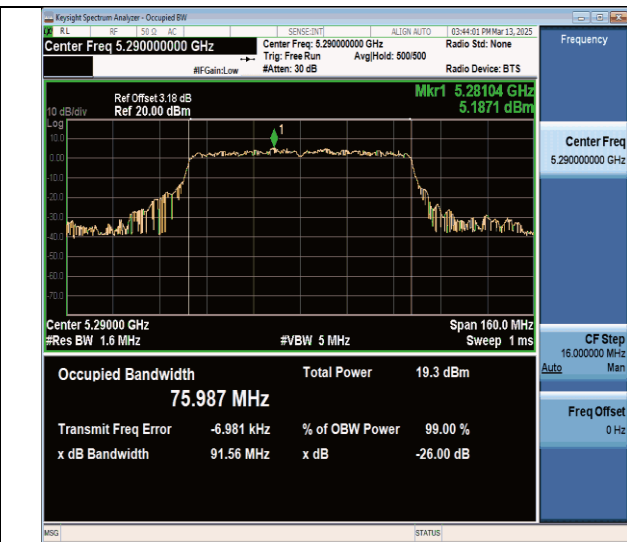 Keysight Spectrum Analyzer - Occupied BW
RL RF 50 Ω AC SENSE:INT ALIGN AUTO 03:44:01 PM Mar 13, 2025
Center Freq 5.290000000 GHz
Center Freq: 5.290000000 GHz Radio Std: None
Trig: Free Run Avg|Hold: 500/500
#IFGain:Low #Atten: 30 dB Radio Device: BTS
Frequency
Ref Offset 3.18 dB Mkr1 5.28104 GHz
10 dB/div Ref 20.00 dBm 5.1871 dBm
Log
10.0
0.00
-10.0
-20.0
-30.0
-40.0
-50.0
-60.0
-70.0
1
Center Freq
5.290000000 GHz
Center 5.29000 GHz Span 160.0 MHz
#Res BW 1.6 MHz #VBW 5 MHz Sweep 1 ms
CF Step
16.000000 MHz
Auto Man
Occupied Bandwidth Total Power 19.3 dBm
75.987 MHz
Transmit Freq Error -6.981 kHz % of OBW Power 99.00 %
x dB Bandwidth 91.56 MHz x dB -26.00 dB
Freq Offset
0 Hz
MSG STATUS